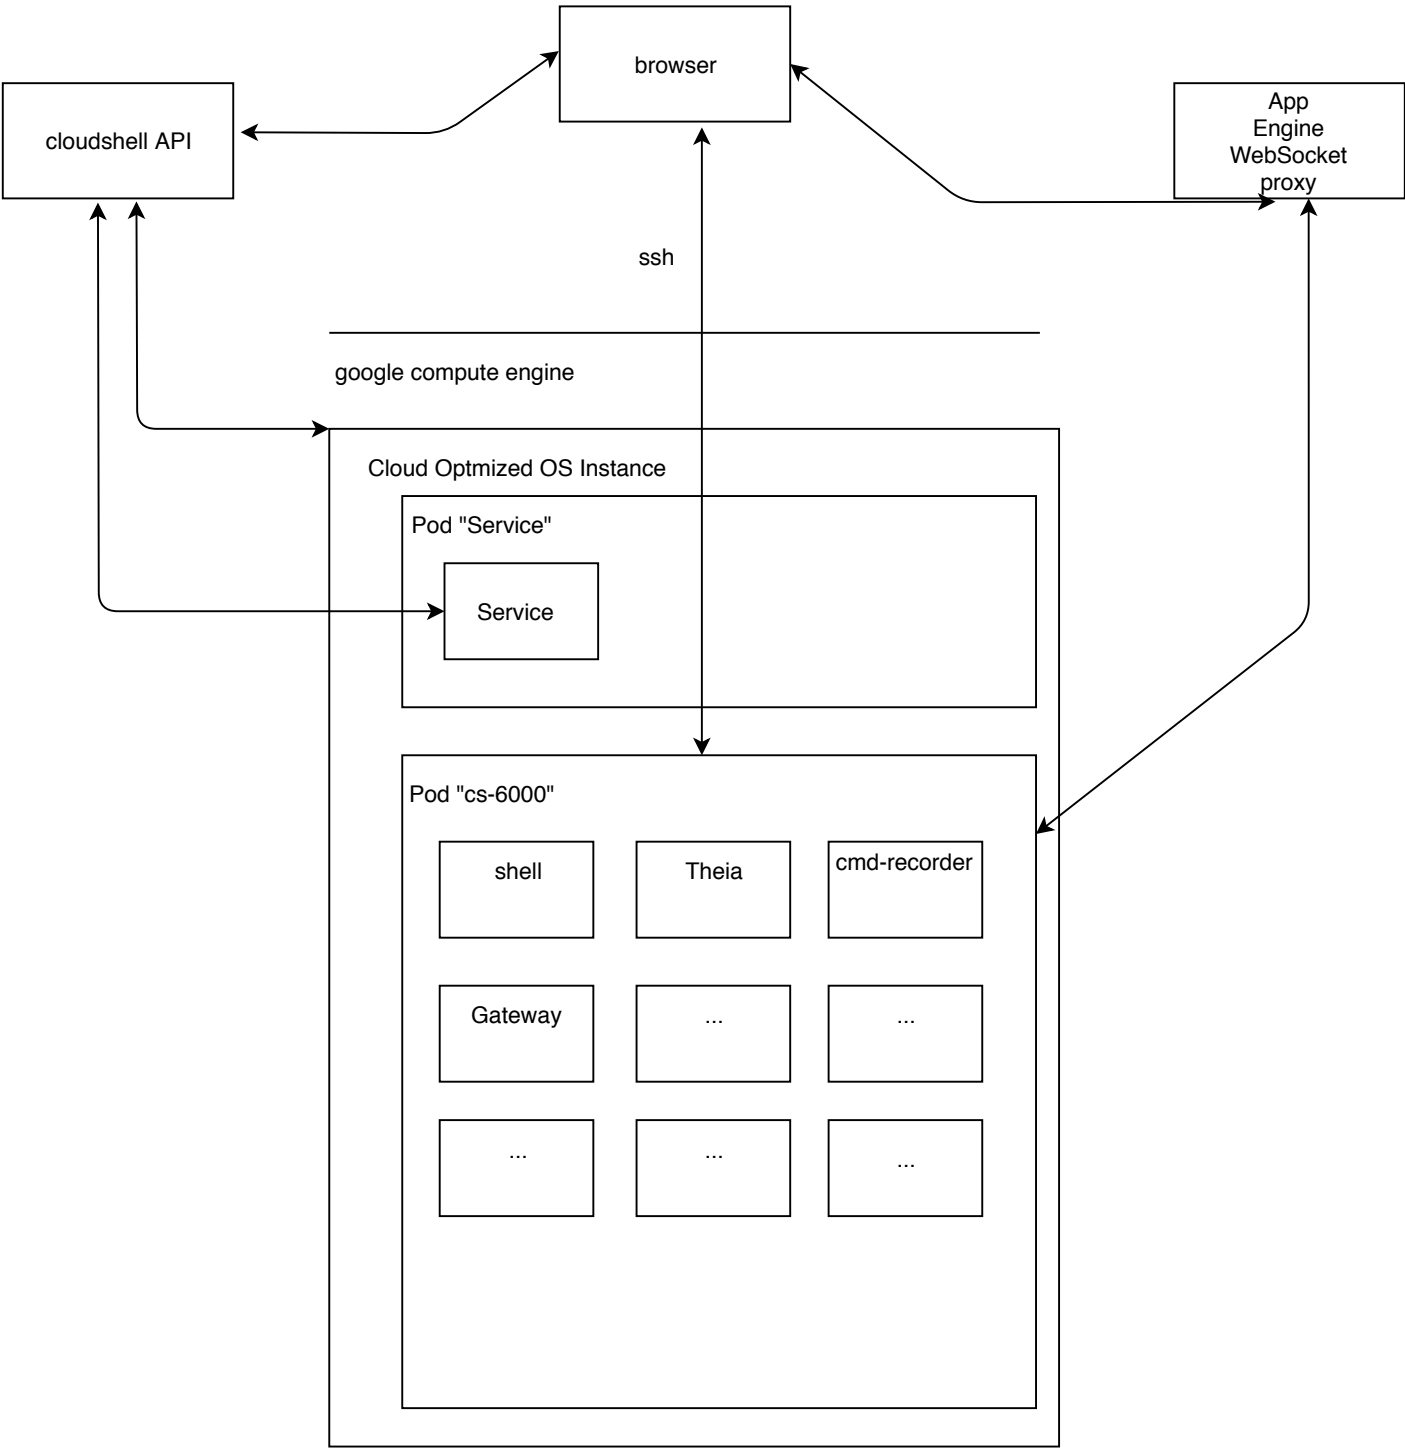 browser
cloudshell API
App
Engine
WebSocket
proxy
ssh
google compute engine
Cloud Optmized OS Instance
Pod "Service"
Service
Pod "cs-6000"
shell
Theia
cmd-recorder
Gateway
...
...
...
...
...